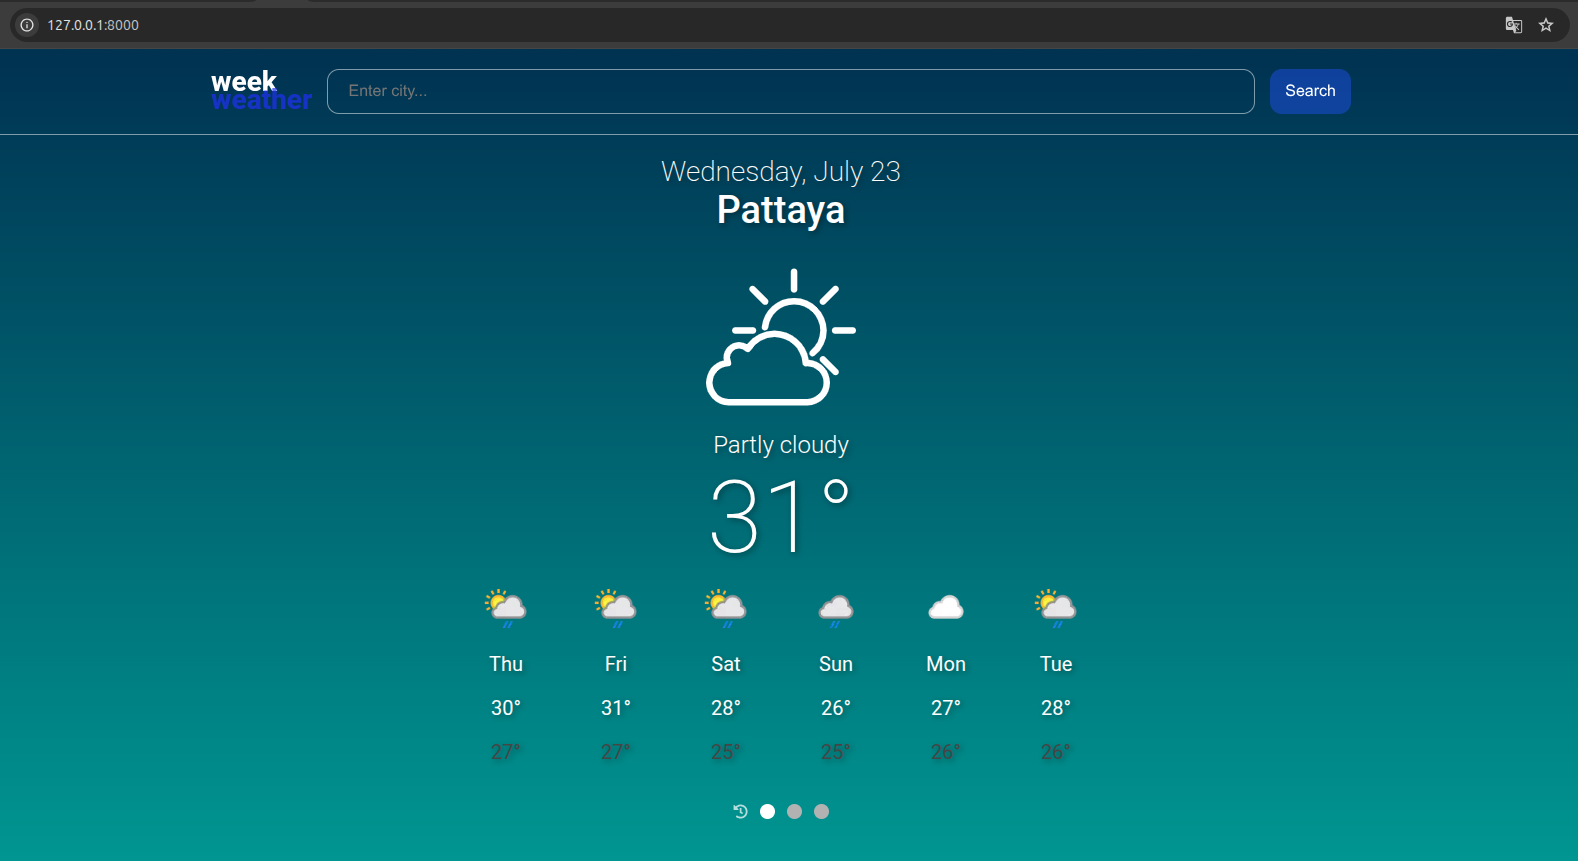 127.0.0.1:8000
week
weather
Enter city...
Search
Wednesday, July 23
Pattaya
Partly cloudy
31°
Thu Fri Sat Sun Mon Tue
30° 31° 28° 26° 27° 28°
27° 27° 25° 25° 26° 26°